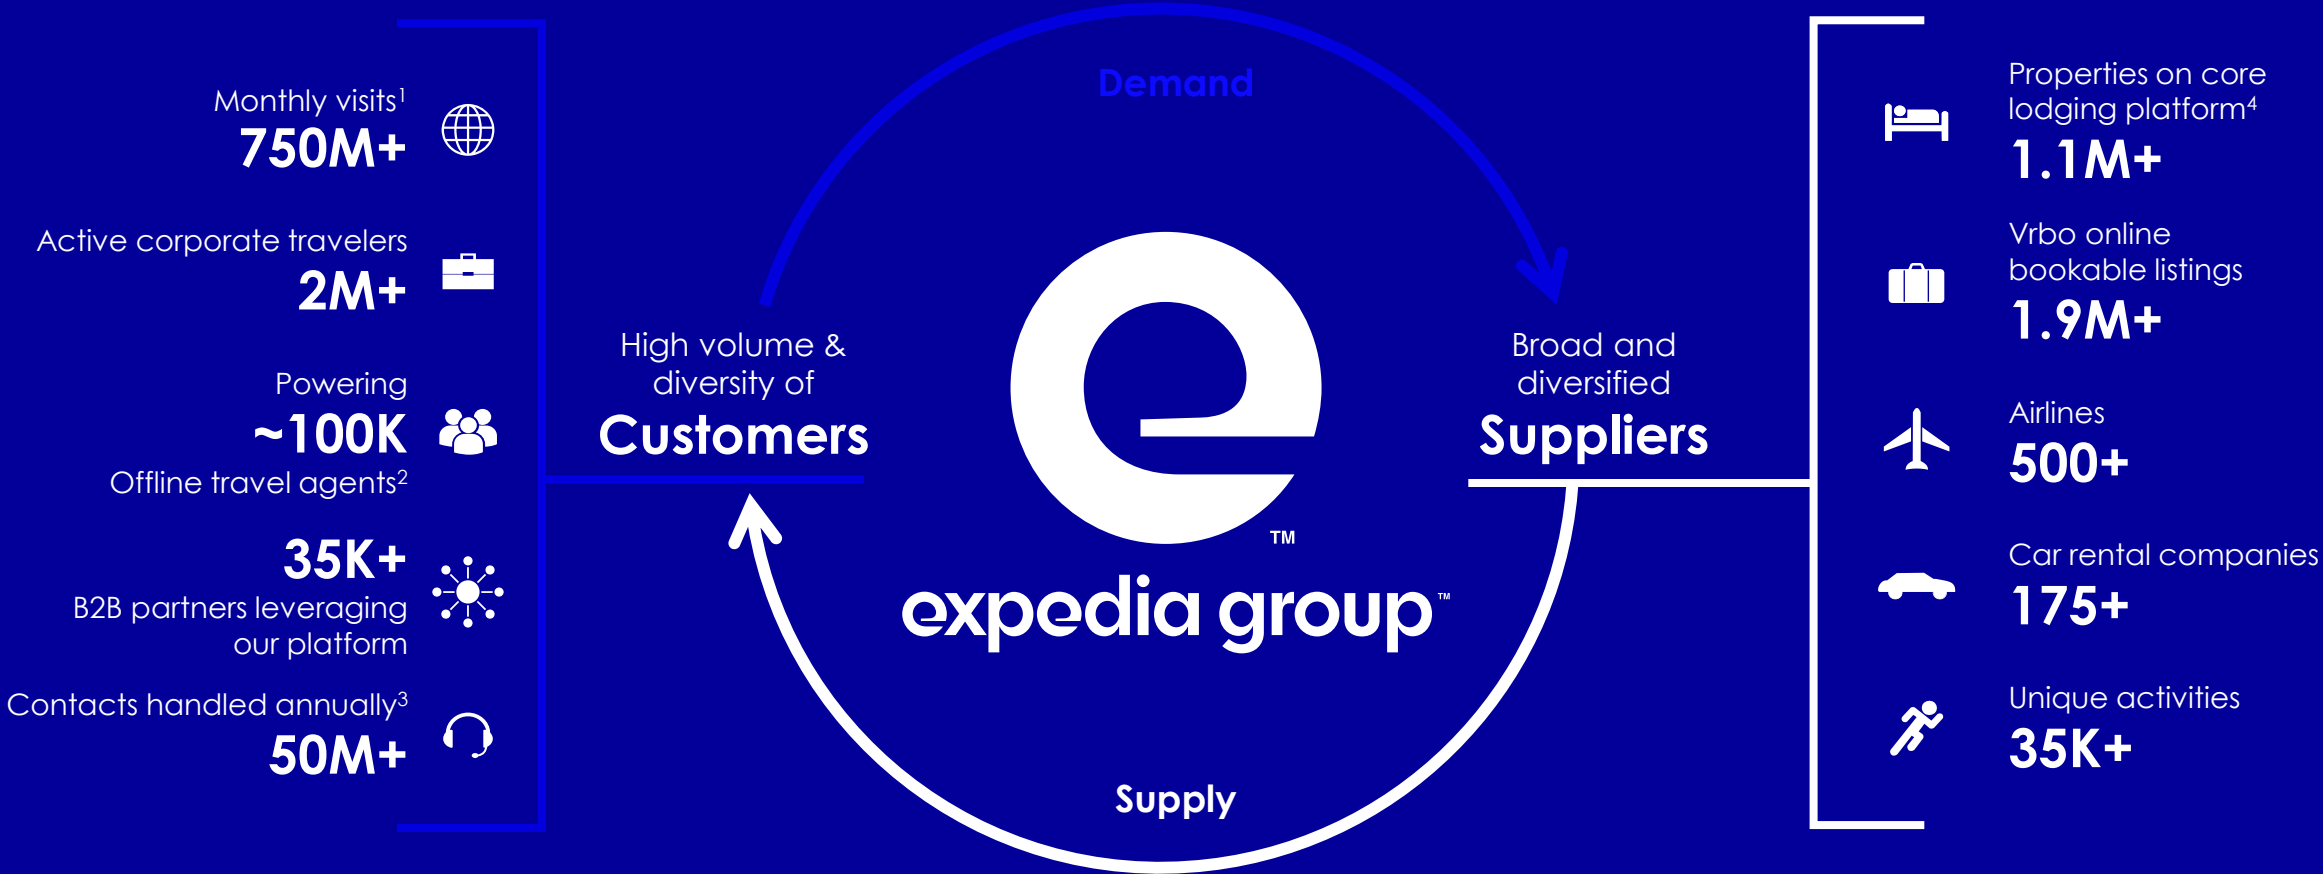 Monthly visits¹
750M+
Active corporate travelers
2M+
Powering
~100K
Offline travel agents²
35K+
B2B partners leveraging
our platform
Contacts handled annually³
50M+
High volume &
diversity of
Customers
Demand
TM
expedia group™
Supply
Broad and
diversified
Suppliers
Properties on core
lodging platform⁴
1.1M+
Vrbo online
bookable listings
1.9M+
Airlines
500+
Car rental companies
175+
Unique activities
35K+